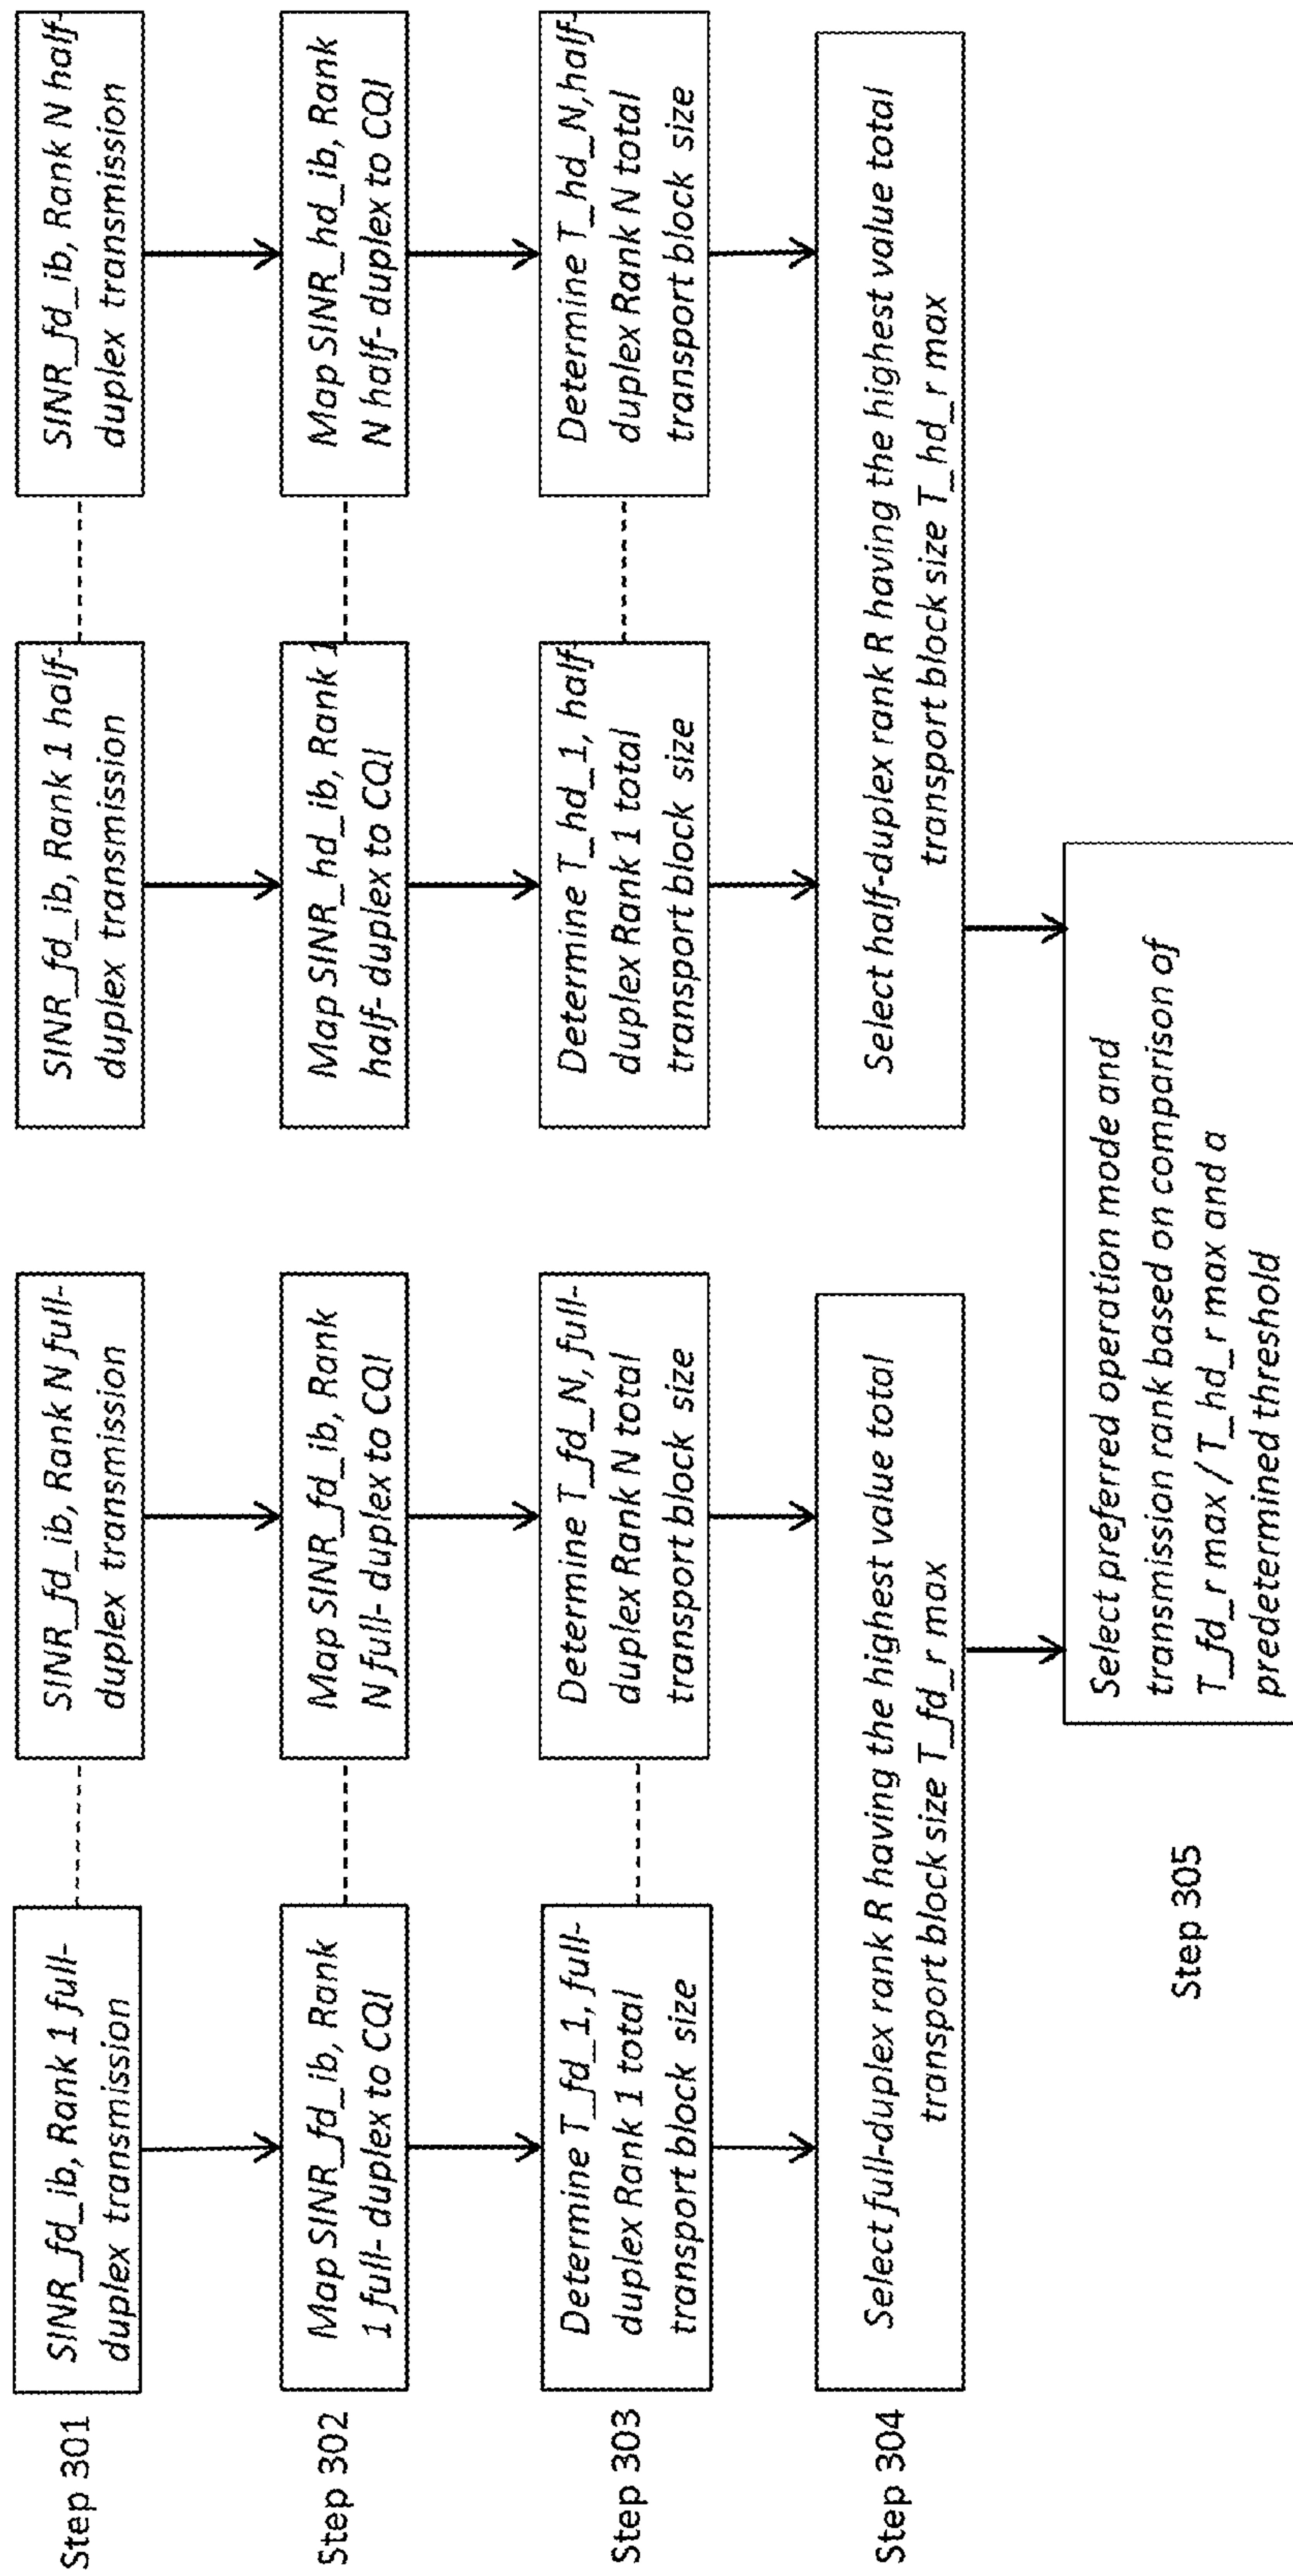 Step 301
SINR_fd_ib, Rank 1 full-
duplex transmission
SINR_fd_ib, Rank N full-
duplex transmission
SINR_fd_ib, Rank 1 half-
duplex transmission
SINR_fd_ib, Rank N half-
duplex transmission
Step 302
Map SINR_fd_ib, Rank
1 full- duplex to CQI
Map SINR_fd_ib, Rank
N full- duplex to CQI
Map SINR_hd_ib, Rank 1
half- duplex to CQI
Map SINR_hd_ib, Rank
N half- duplex to CQI
Step 303
Determine T_fd_1, full-
duplex Rank 1 total
transport block size
Determine T_fd_N, full-
duplex Rank N total
transport block size
Determine T_hd_1, half-
duplex Rank 1 total
transport block size
Determine T_hd_N,half-
duplex Rank N total
transport block size
Step 304
Select full-duplex rank R having the highest value total
transport block size T_fd_r max
Select half-duplex rank R having the highest value total
transport block size T_hd_r max
Step 305
Select preferred operation mode and
transmission rank based on comparison of
T_fd_r max / T_hd_r max and a
predetermined threshold